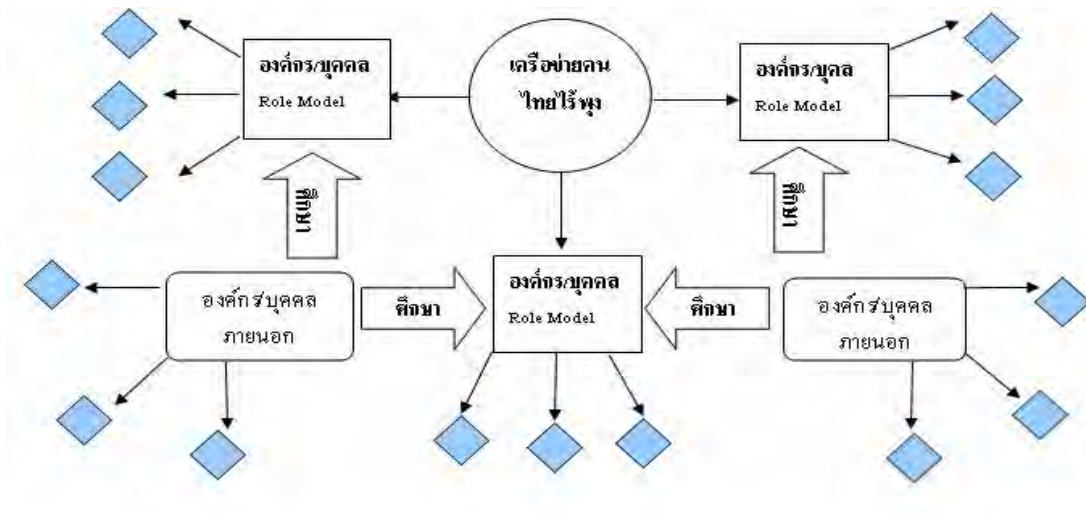 องค์กร/บุคคล
Role Model
เครือข่ายคน
ไทยไร้พุง
องค์กร/บุคล
Role Model
ศึกษา
ศึกษา
องค์กร/บุคคล
ภายนอก
ศึกษา
องค์กร/บุคคล
Role Model
ศึกษา
องค์กร/บุคคล
ภายนอก